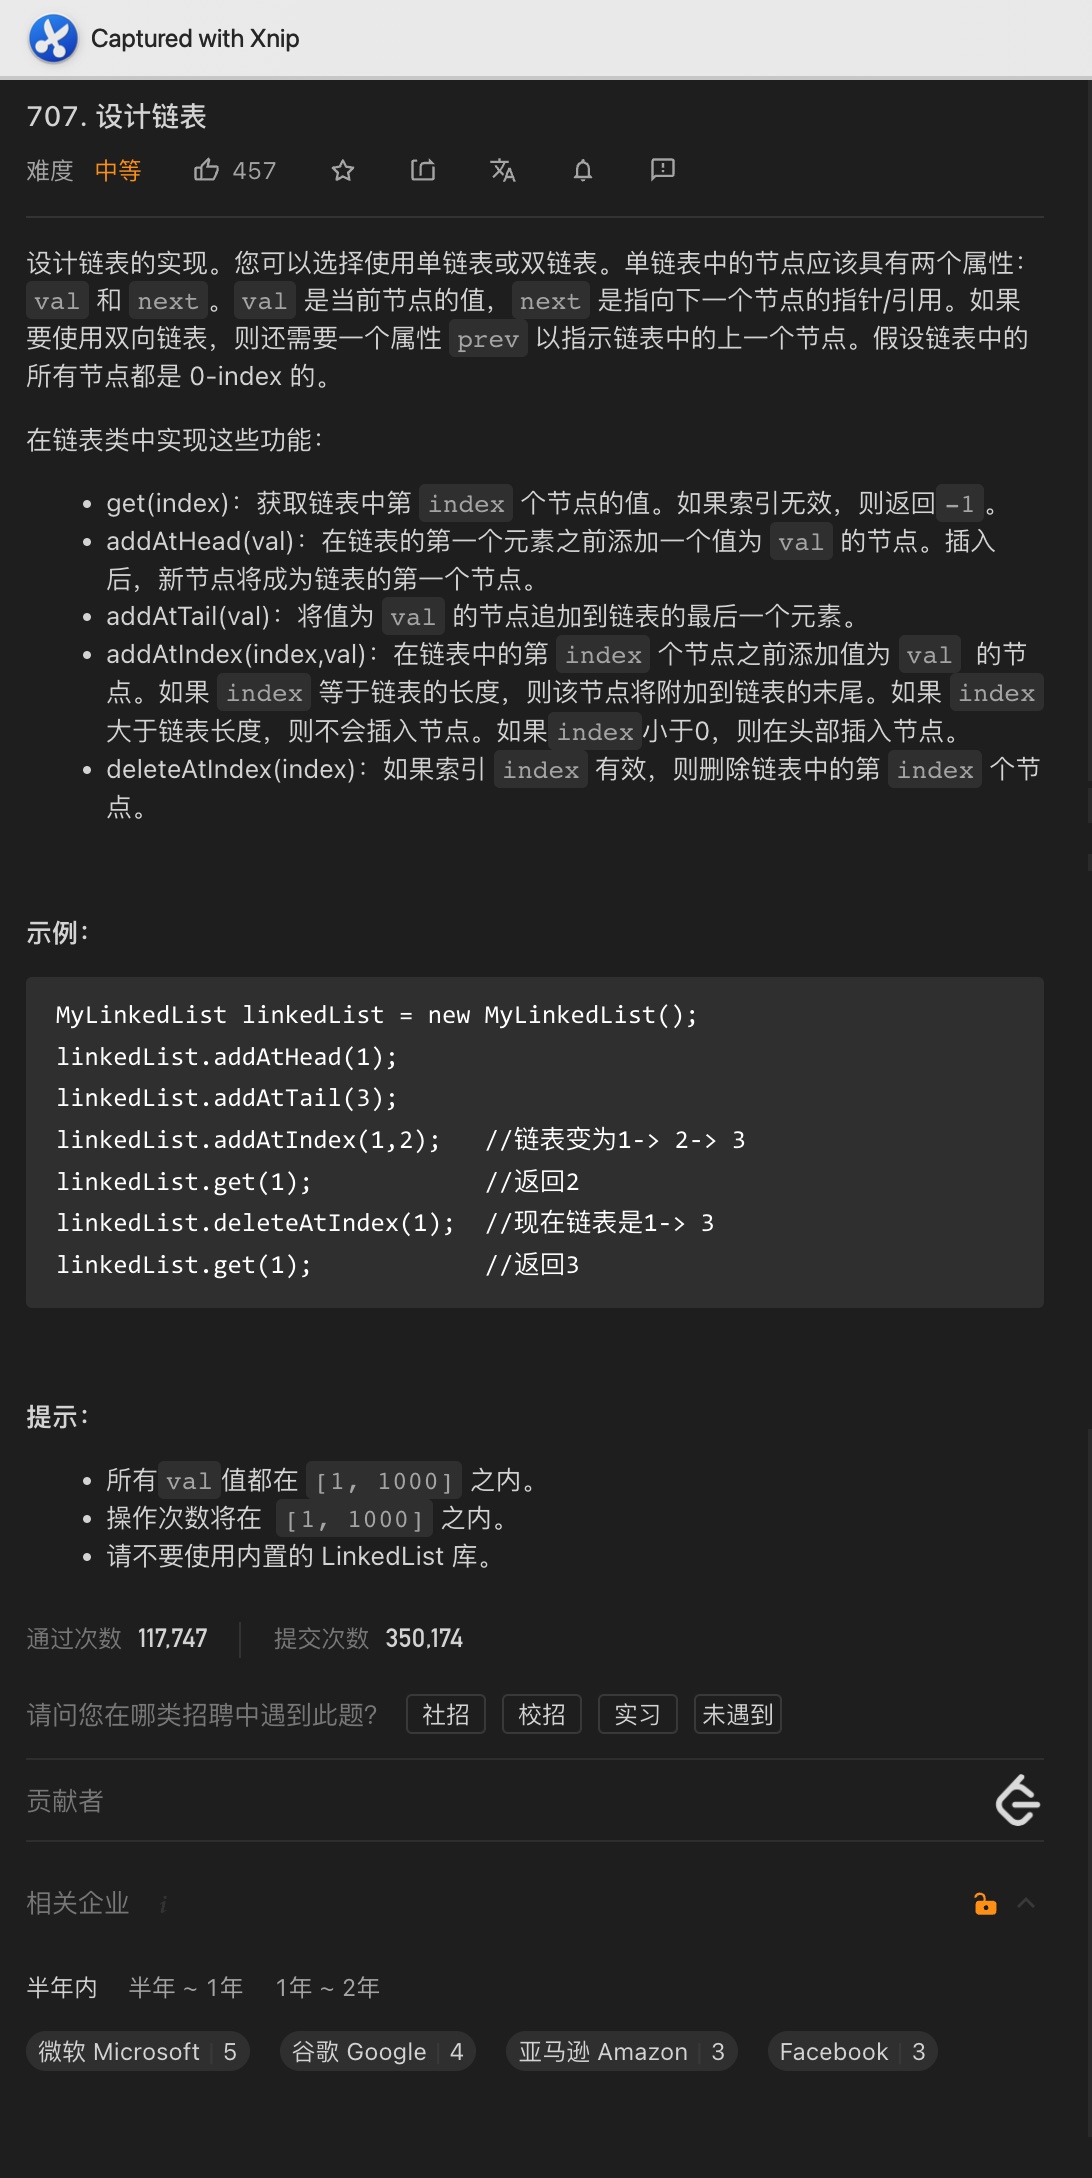 Captured with Xnip
707. 设计链表
难度 中等 457
设计链表的实现。您可以选择使用单链表或双链表。单链表中的节点应该具有两个属性：
val 和 next 。val 是当前节点的值，next 是指向下一个节点的指针/引用。如果
要使用双向链表，则还需要一个属性 prev 以指示链表中的上一个节点。假设链表中的
所有节点都是 0-index 的。
在链表类中实现这些功能：
• get(index)：获取链表中第 index 个节点的值。如果索引无效，则返回-1 。
• addAtHead(val)：在链表的第一个元素之前添加一个值为 val 的节点。插入
后，新节点将成为链表的第一个节点。
• addAtTail(val)：将值为 val 的节点追加到链表的最后一个元素。
• addAtIndex(index,val)：在链表中的第 index 个节点之前添加值为 val 的节
点。如果 index 等于链表的长度，则该节点将附加到链表的末尾。如果 index
大于链表长度，则不会插入节点。如果index小于0，则在头部插入节点。
• deleteAtIndex(index)：如果索引 index 有效，则删除链表中的第 index 个节
点。
示例：
MyLinkedList linkedList = new MyLinkedList();
linkedList.addAtHead(1);
linkedList.addAtTail(3);
linkedList.addAtIndex(1,2);   //链表变为1-> 2-> 3
linkedList.get(1);            //返回2
linkedList.deleteAtIndex(1);  //现在链表是1-> 3
linkedList.get(1);            //返回3
提示：
• 所有val值都在 [1, 1000] 之内。
• 操作次数将在 [1, 1000] 之内。
• 请不要使用内置的 LinkedList 库。
通过次数 117,747 提交次数 350,174
请问您在哪类招聘中遇到此题? 社招 校招 实习 未遇到
贡献者
相关企业 i
半年内 半年 ~ 1年 1年 ~ 2年
微软 Microsoft 5 谷歌 Google 4 亚马逊 Amazon 3 Facebook 3